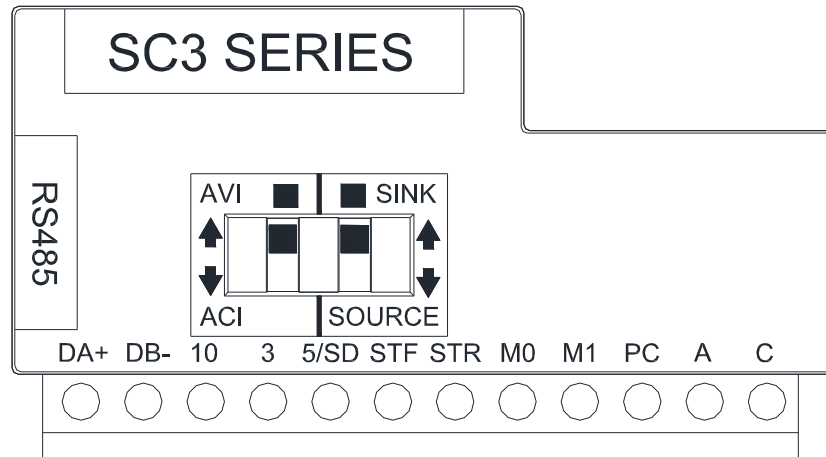 SC3 SERIES
RS485
AVI SINK
ACI SOURCE
DA+ DB- 10 3 5/SD STF STR M0 M1 PC A C